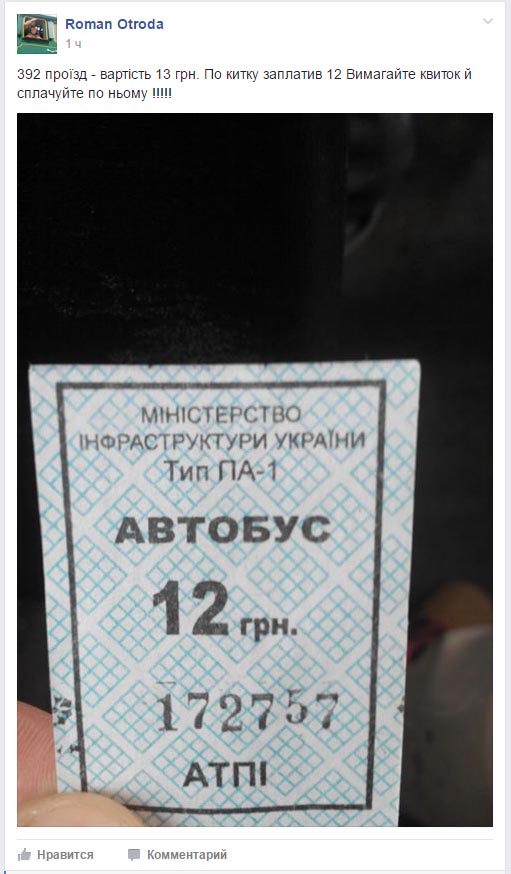 Roman Otroda
1 ч
392 проїзд - вартість 13 грн. По китку заплатив 12 Вимагайте квиток й
сплачуйте по ньому !!!!!
МІНІСТЕРСТВО
ІНФРАСТРУКТУРИ УКРАЇНИ
Тип ПА-1
АВТОБУС
12 грн.
172757
АТПІ
Нравится
Комментарий